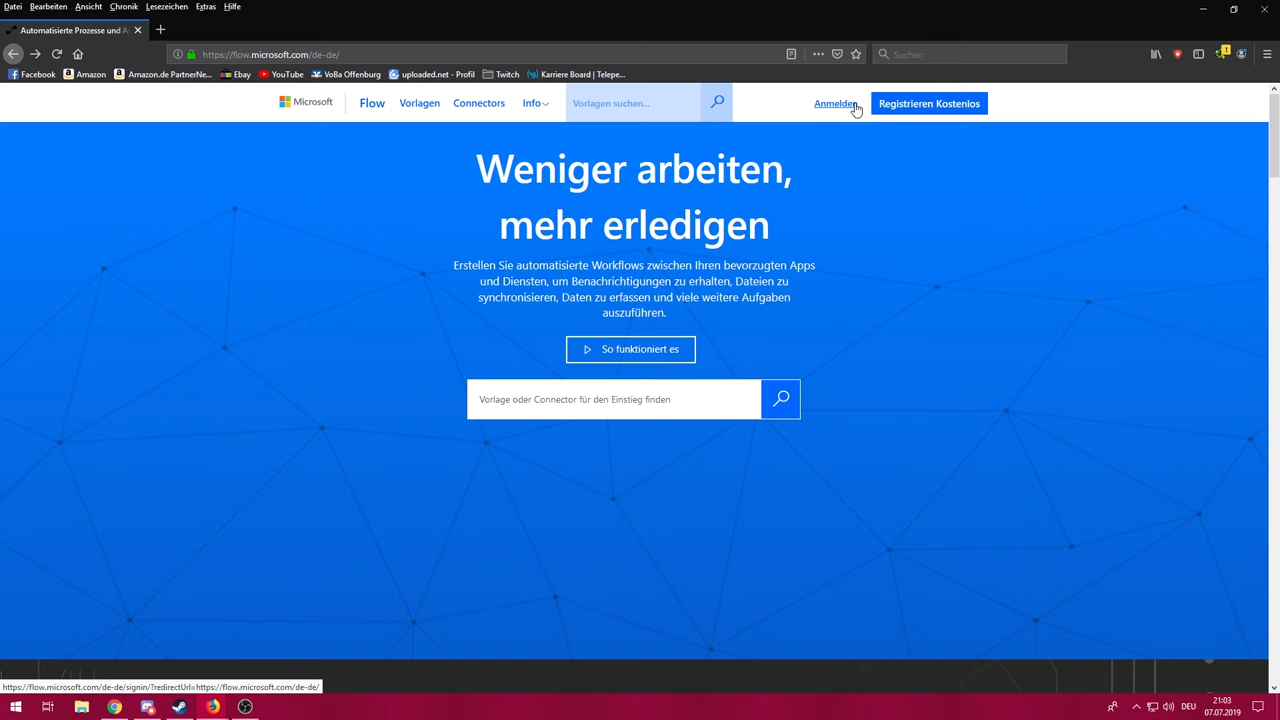 Datei Bearbeiten Ansicht Chronik Lesezeichen Extras Hilfe
Automatisierte Prozesse und A
https://flow.microsoft.com/de-de/
Suchen
Facebook Amazon Amazon.de PartnerNe... Ebay YouTube VoBa Offenburg uploaded.net - Profil Twitch Karriere Board | Telepe...
Microsoft Flow Vorlagen Connectors Info Vorlagen suchen... Anmelden Registrieren Kostenlos
Weniger arbeiten,
mehr erledigen
Erstellen Sie automatisierte Workflows zwischen Ihren bevorzugten Apps
und Diensten, um Benachrichtigungen zu erhalten, Dateien zu
synchronisieren, Daten zu erfassen und viele weitere Aufgaben
auszuführen.
So funktioniert es
Vorlage oder Connector für den Einstieg finden
https://flow.microsoft.com/de-de/signin/?redirectUrl=https://flow.microsoft.com/de-de/
DEU
21:03
07.07.2019